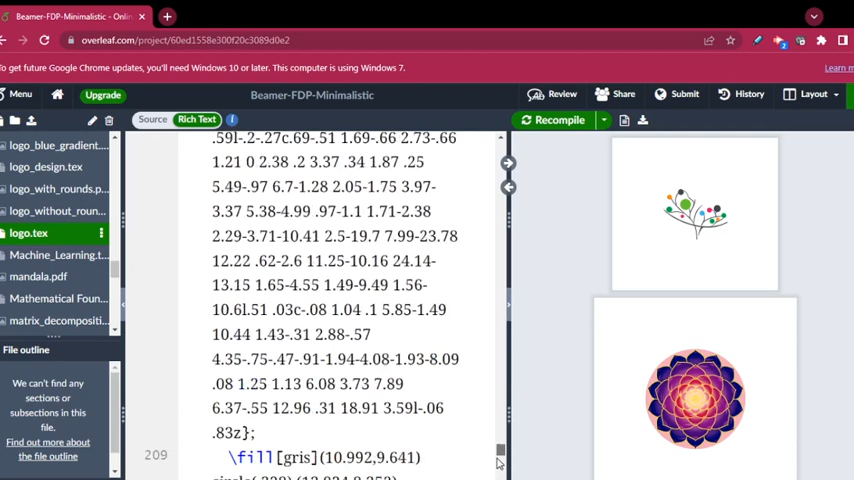 Beamer-FDP-Minimalistic - Onlin
overleaf.com/project/60ed1558e300f20c3089d0e2
To get future Google Chrome updates, you'll need Windows 10 or later. This computer is using Windows 7.
Learn m
Menu
Upgrade
Beamer-FDP-Minimalistic
Review
Share
Submit
History
Layout
Source
Rich Text
Recompile
logo_blue_gradient....
logo_design.tex
logo_with_rounds.p...
logo_without_roun...
logo.tex
Machine_Learning.t...
mandala.pdf
Mathematical Foun...
matrix_decompositi...
File outline
We can't find any
sections or
subsections in this
file.
Find out more about
the file outline
.59l-.2-.27c.69-.51 1.69-.66 2.73-.66
1.21 0 2.38 .2 3.37 .34 1.87 .25
5.49-.97 6.7-1.28 2.05-1.75 3.97-
3.37 5.38-4.99 .97-1.1 1.71-2.38
2.29-3.71-10.41 2.5-19.7 7.99-23.78
12.22 .62-2.6 11.25-10.16 24.14-
13.15 1.65-4.55 1.49-9.49 1.56-
10.6l.51 .03c-.08 1.04 .1 5.85-1.49
10.44 1.43-.31 2.88-.57
4.35-.75-.47-.91-1.94-4.08-1.93-8.09
.08 1.25 1.13 6.08 3.73 7.89
6.37-.55 12.96 .31 18.91 3.59l-.06
.83z};
209 \fill[gris](10.992,9.641)